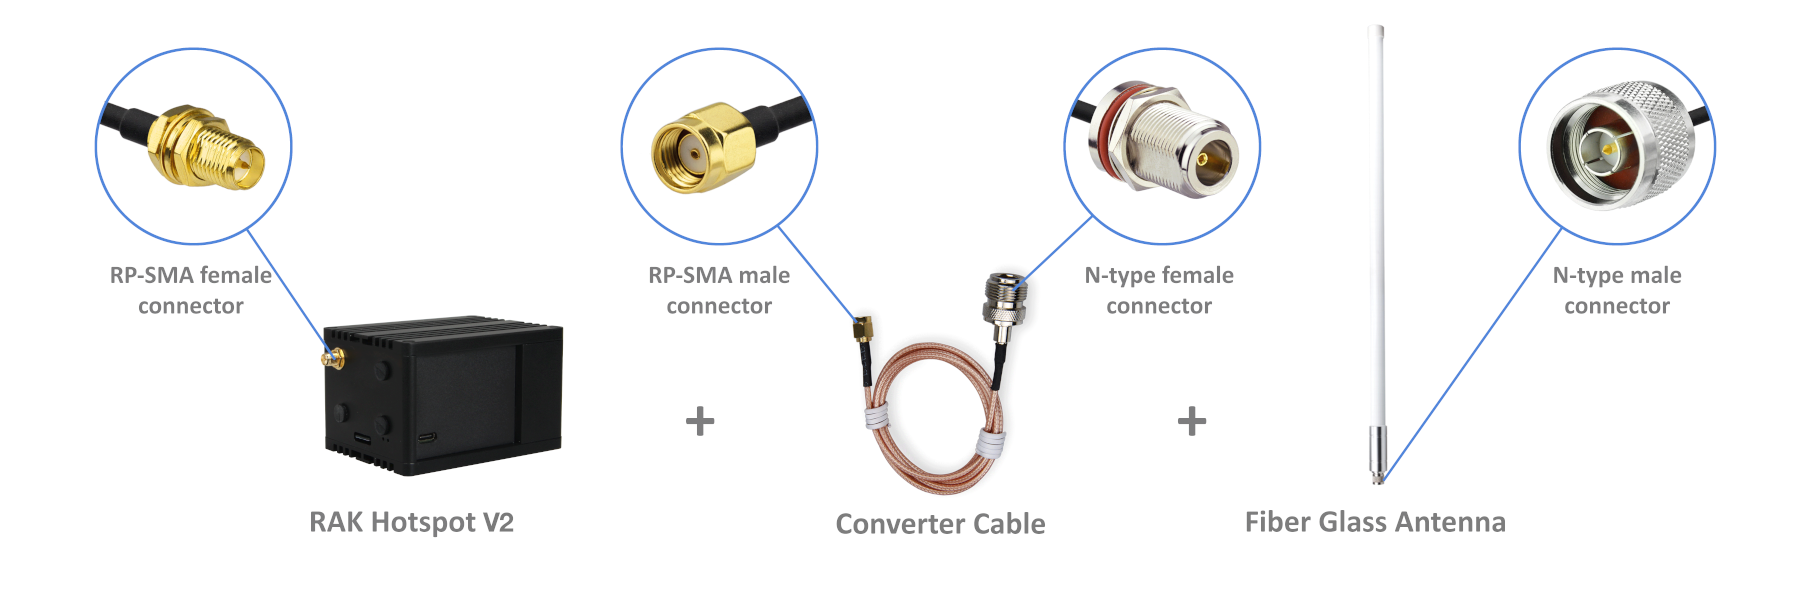 RP-SMA female
connector
RP-SMA male
connector
N-type female
connector
N-type male
connector
+
+
RAK Hotspot V2
Converter Cable
Fiber Glass Antenna